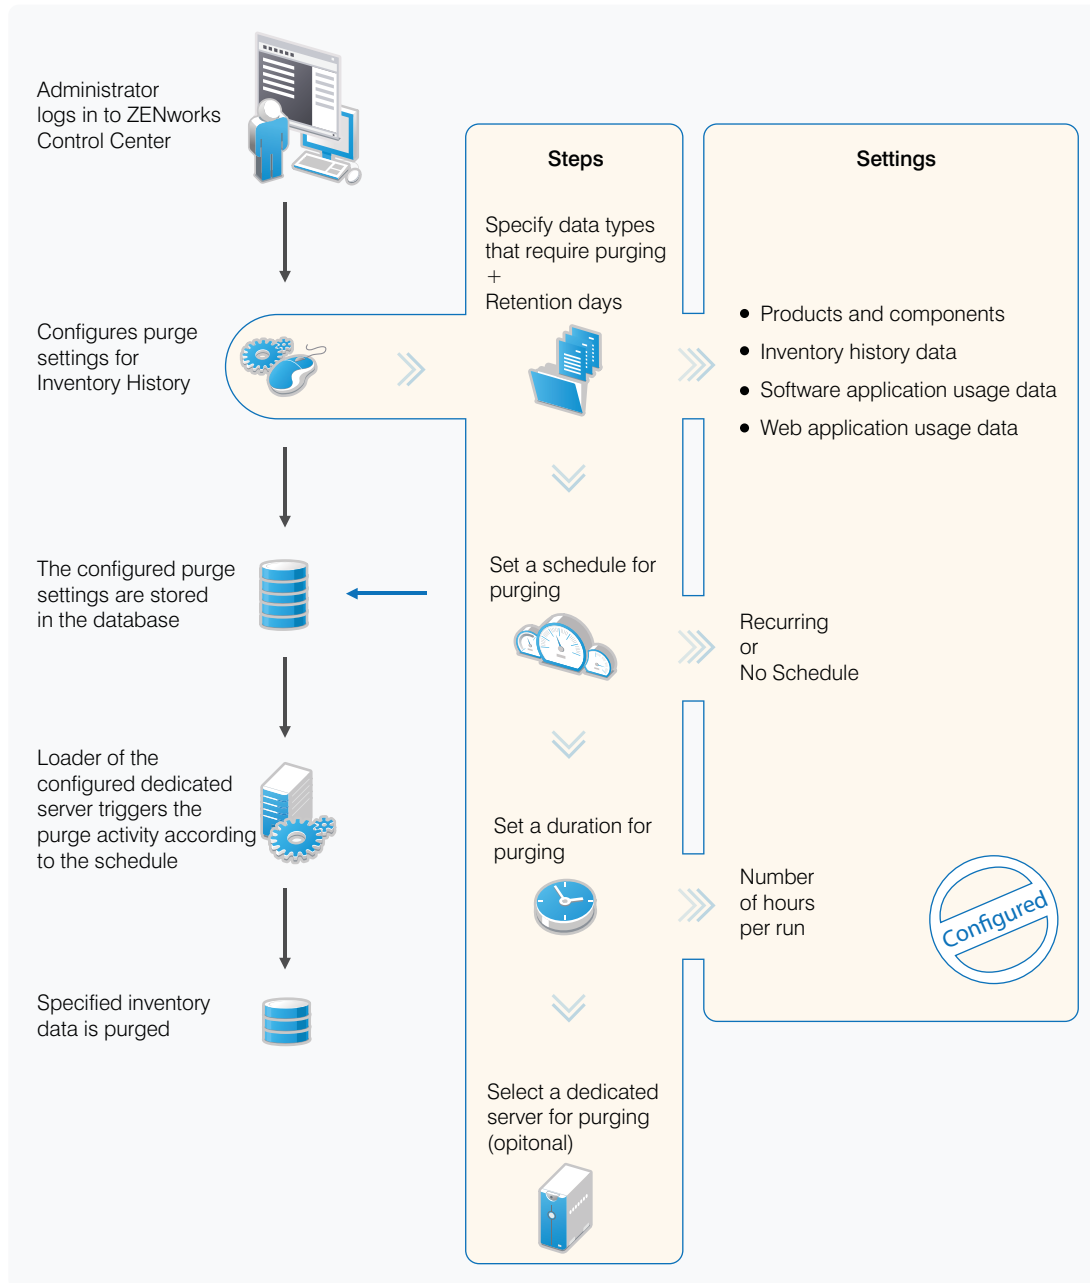 Administrator
logs in to ZENworks
Control Center
Configures purge
settings for
Inventory History
The configured purge
settings are stored
in the database
Loader of the
configured dedicated
server triggers the
purge activity according
to the schedule
Specified inventory
data is purged
Steps
Specify data types
that require purging
+
Retention days
Set a schedule for
purging
Set a duration for
purging
Select a dedicated
server for purging
(opitonal)
Settings
● Products and components
● Inventory history data
● Software application usage data
● Web application usage data
Recurring
or
No Schedule
Number
of hours
per run
Configured